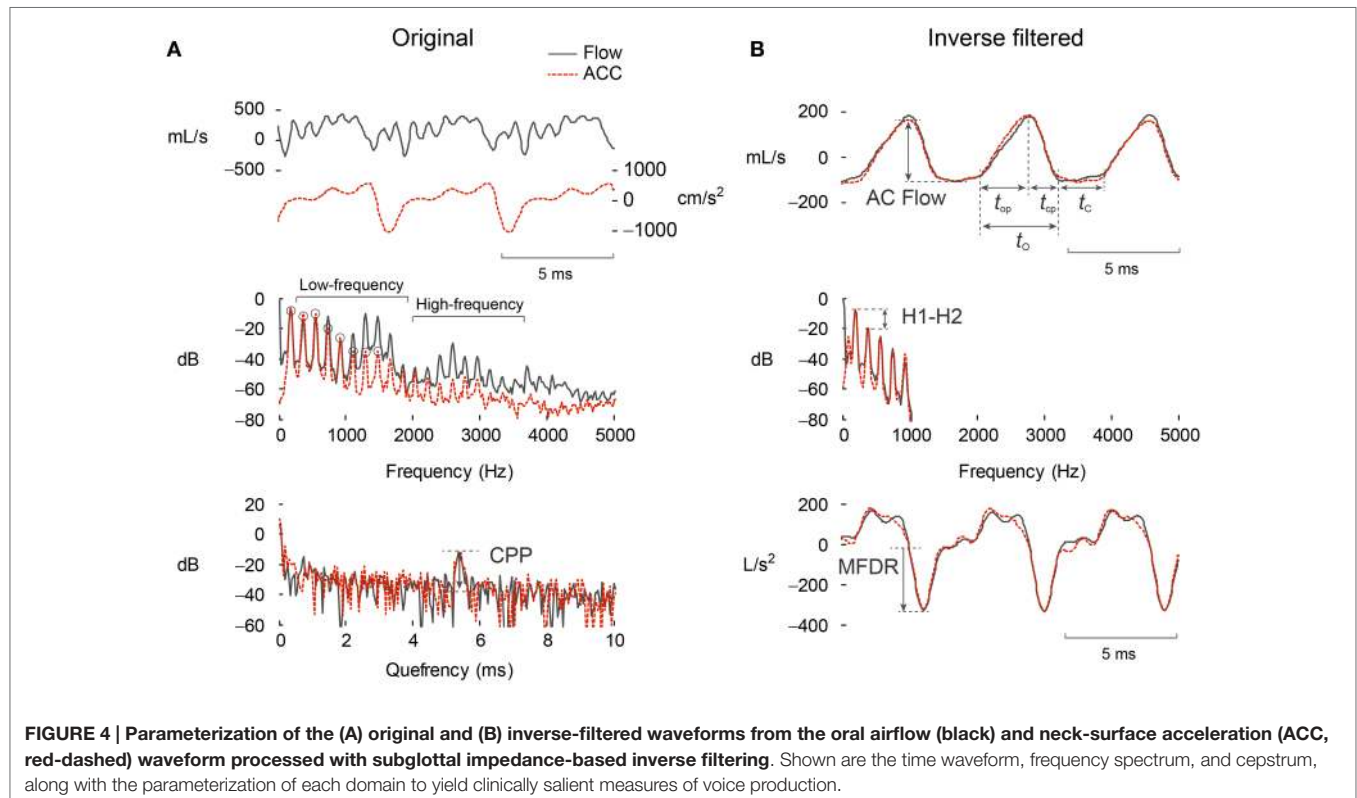 A
Original
Flow
ACC
500
mL/s
0
−500
1000
0
cm/s²
−1000
5 ms
Low-frequency
High-frequency
0
−20
dB
−40
−60
−80
0 1000 2000 3000 4000 5000
Frequency (Hz)
20
0
dB
−20
−40
−60
CPP
0 2 4 6 8 10
Quefrency (ms)
B
Inverse filtered
200
mL/s
0
−200
AC Flow
top
tcp
tC
tO
5 ms
0
−20
dB
−40
−60
−80
H1-H2
0 1000 2000 3000 4000 5000
Frequency (Hz)
200
0
L/s²
−200
−400
MFDR
5 ms
FIGURE 4 | Parameterization of the (A) original and (B) inverse-filtered waveforms from the oral airflow (black) and neck-surface acceleration (ACC,
red-dashed) waveform processed with subglottal impedance-based inverse filtering. Shown are the time waveform, frequency spectrum, and cepstrum,
along with the parameterization of each domain to yield clinically salient measures of voice production.